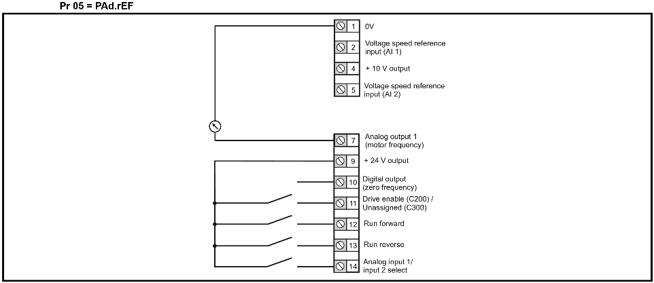 Pr 05 = PAd.rEF
1 0V
2 Voltage speed reference
input (AI 1)
4 + 10 V output
5 Voltage speed reference
input (AI 2)
7 Analog output 1
(motor frequency)
9 + 24 V output
10 Digital output
(zero frequency)
11 Drive enable (C200) /
Unassigned (C300)
12 Run forward
13 Run reverse
14 Analog input 1/
input 2 select